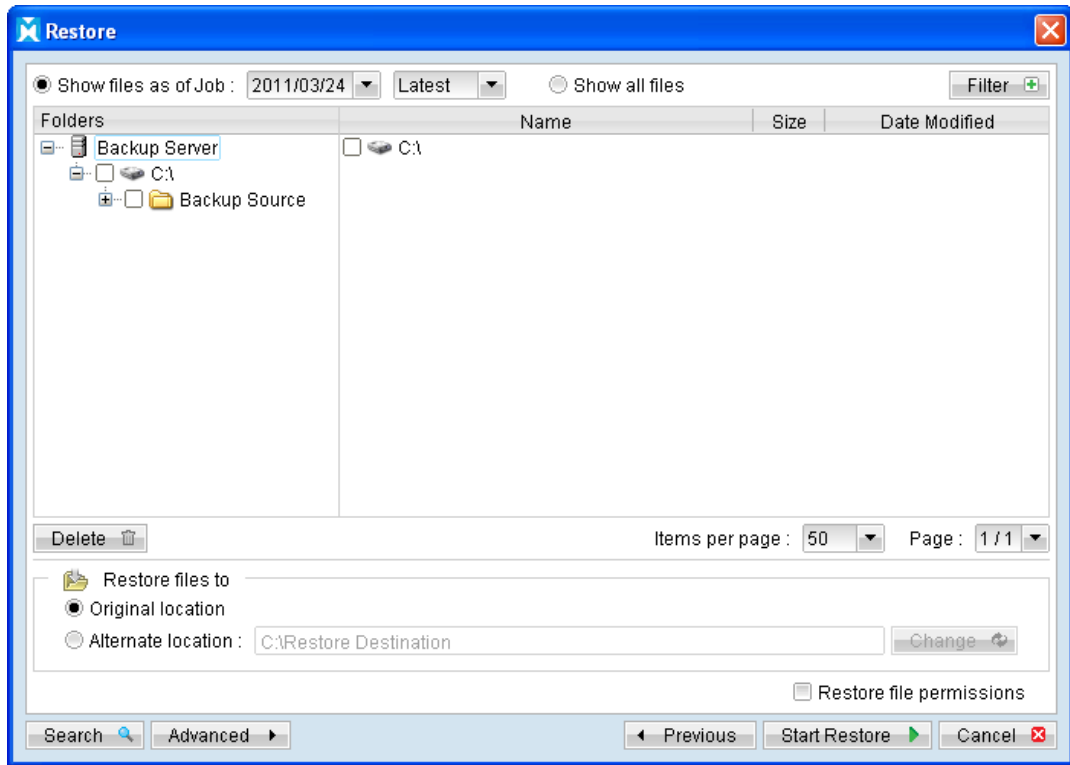 Restore
Show files as of Job : 2011/03/24 Latest Show all files Filter
Folders Name Size Date Modified
Backup Server C:\
C:\
Backup Source
Delete Items per page : 50 Page : 1 / 1
Restore files to
Original location
Alternate location : C:\Restore Destination Change
Restore file permissions
Search Advanced Previous Start Restore Cancel